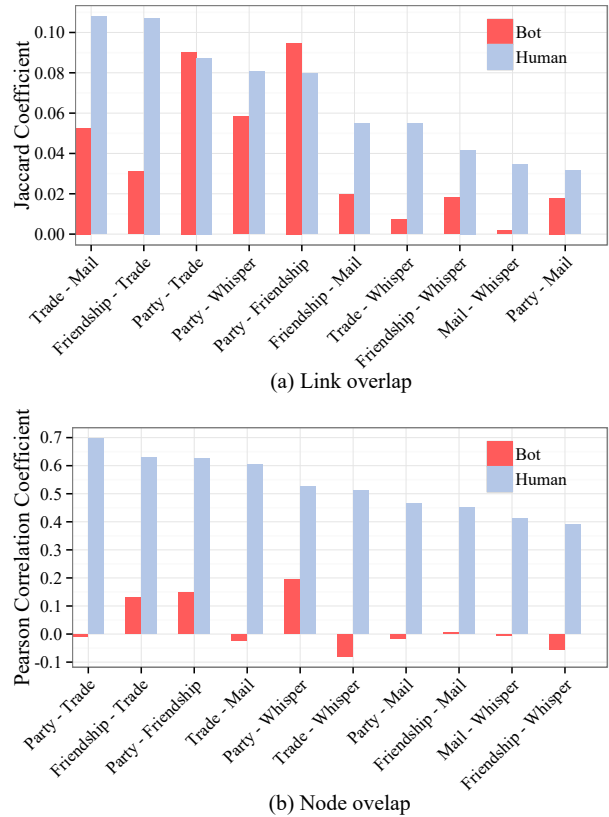 Jaccard Coefficient
0.10
0.08
0.06
0.04
0.02
0.00
Bot
Human
Trade - Mail
Friendship - Trade
Party - Trade
Party - Whisper
Party - Friendship
Friendship - Mail
Trade - Whisper
Friendship - Whisper
Mail - Whisper
Party - Mail
(a) Link overlap
Pearson Correlation Coefficient
0.7
0.6
0.5
0.4
0.3
0.2
0.1
0.0
-0.1
Bot
Human
Party - Trade
Friendship - Trade
Party - Friendship
Trade - Mail
Party - Whisper
Trade - Whisper
Party - Mail
Friendship - Mail
Mail - Whisper
Friendship - Whisper
(b) Node ovelap